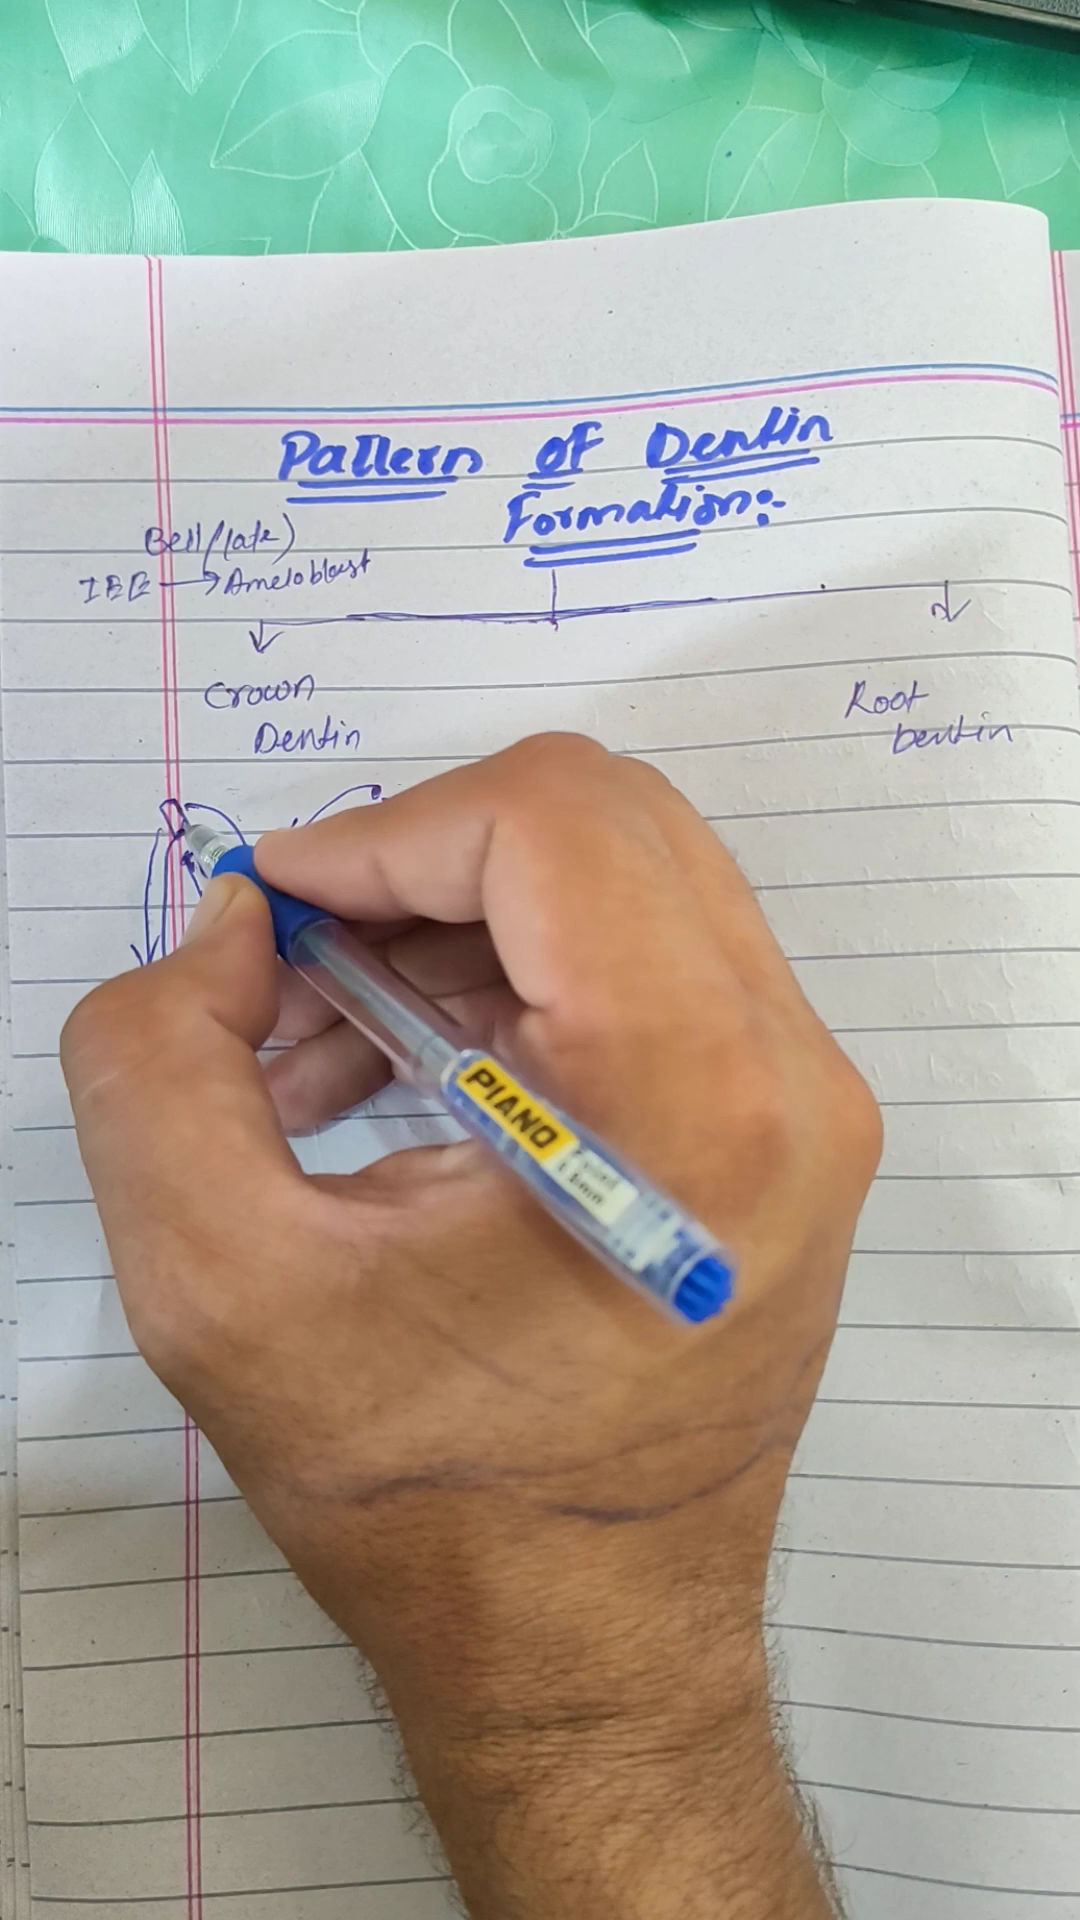 Pattern of Dentin
Formation:-
Bell (late)
IEE → Ameloblast
Crown
Dentin
Root
Dentin
PIANO